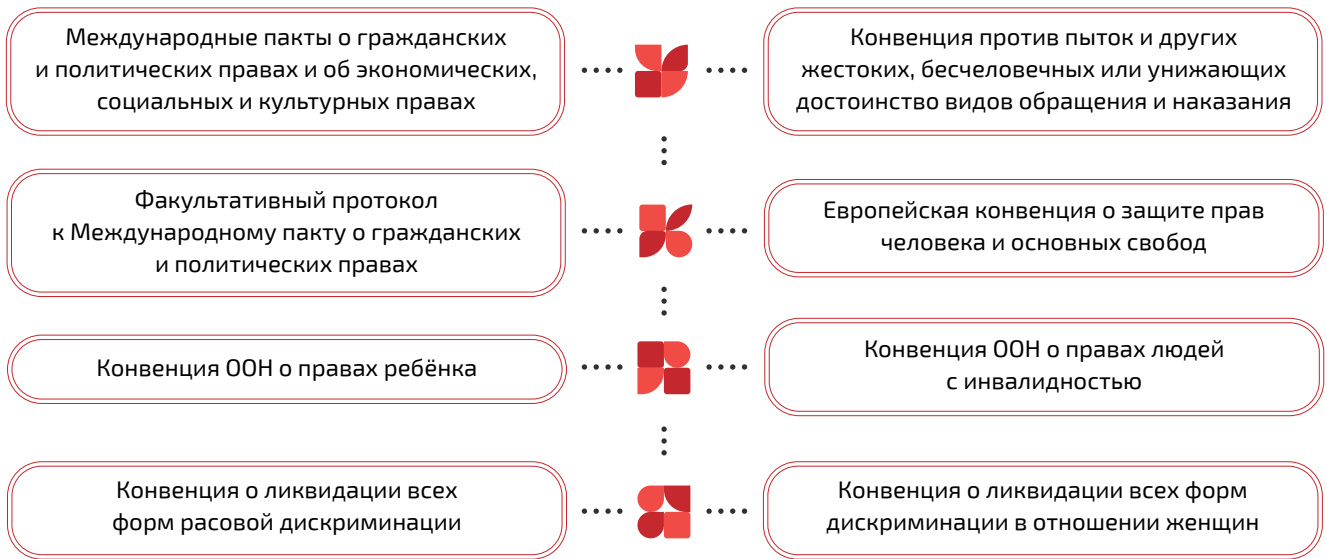 Международные пакты о гражданских
и политических правах и об экономических,
социальных и культурных правах
Конвенция против пыток и других
жестоких, бесчеловечных или унижающих
достоинство видов обращения и наказания
Факультативный протокол
к Международному пакту о гражданских
и политических правах
Европейская конвенция о защите прав
человека и основных свобод
Конвенция ООН о правах ребёнка
Конвенция ООН о правах людей
с инвалидностью
Конвенция о ликвидации всех
форм расовой дискриминации
Конвенция о ликвидации всех форм
дискриминации в отношении женщин